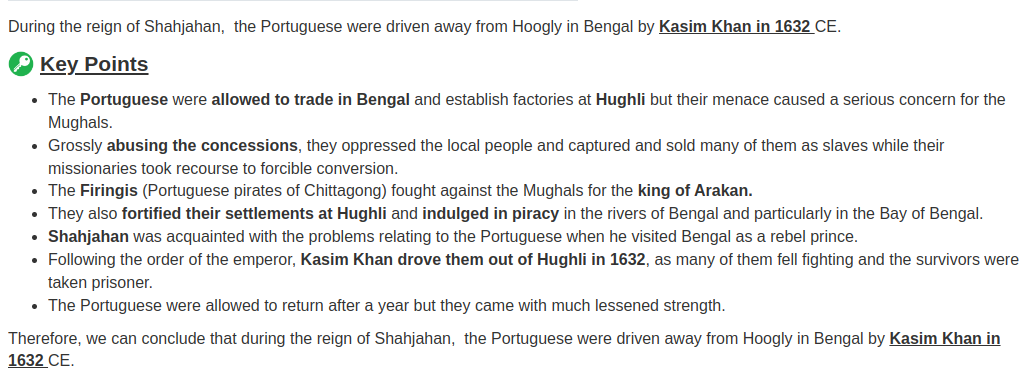 During the reign of Shahjahan,  the Portuguese were driven away from Hoogly in Bengal by Kasim Khan in 1632 CE.
Key Points
• The Portuguese were allowed to trade in Bengal and establish factories at Hughli but their menace caused a serious concern for the
Mughals.
• Grossly abusing the concessions, they oppressed the local people and captured and sold many of them as slaves while their
missionaries took recourse to forcible conversion.
• The Firingis (Portuguese pirates of Chittagong) fought against the Mughals for the king of Arakan.
• They also fortified their settlements at Hughli and indulged in piracy in the rivers of Bengal and particularly in the Bay of Bengal.
• Shahjahan was acquainted with the problems relating to the Portuguese when he visited Bengal as a rebel prince.
• Following the order of the emperor, Kasim Khan drove them out of Hughli in 1632, as many of them fell fighting and the survivors were
taken prisoner.
• The Portuguese were allowed to return after a year but they came with much lessened strength.
Therefore, we can conclude that during the reign of Shahjahan,  the Portuguese were driven away from Hoogly in Bengal by Kasim Khan in
1632 CE.